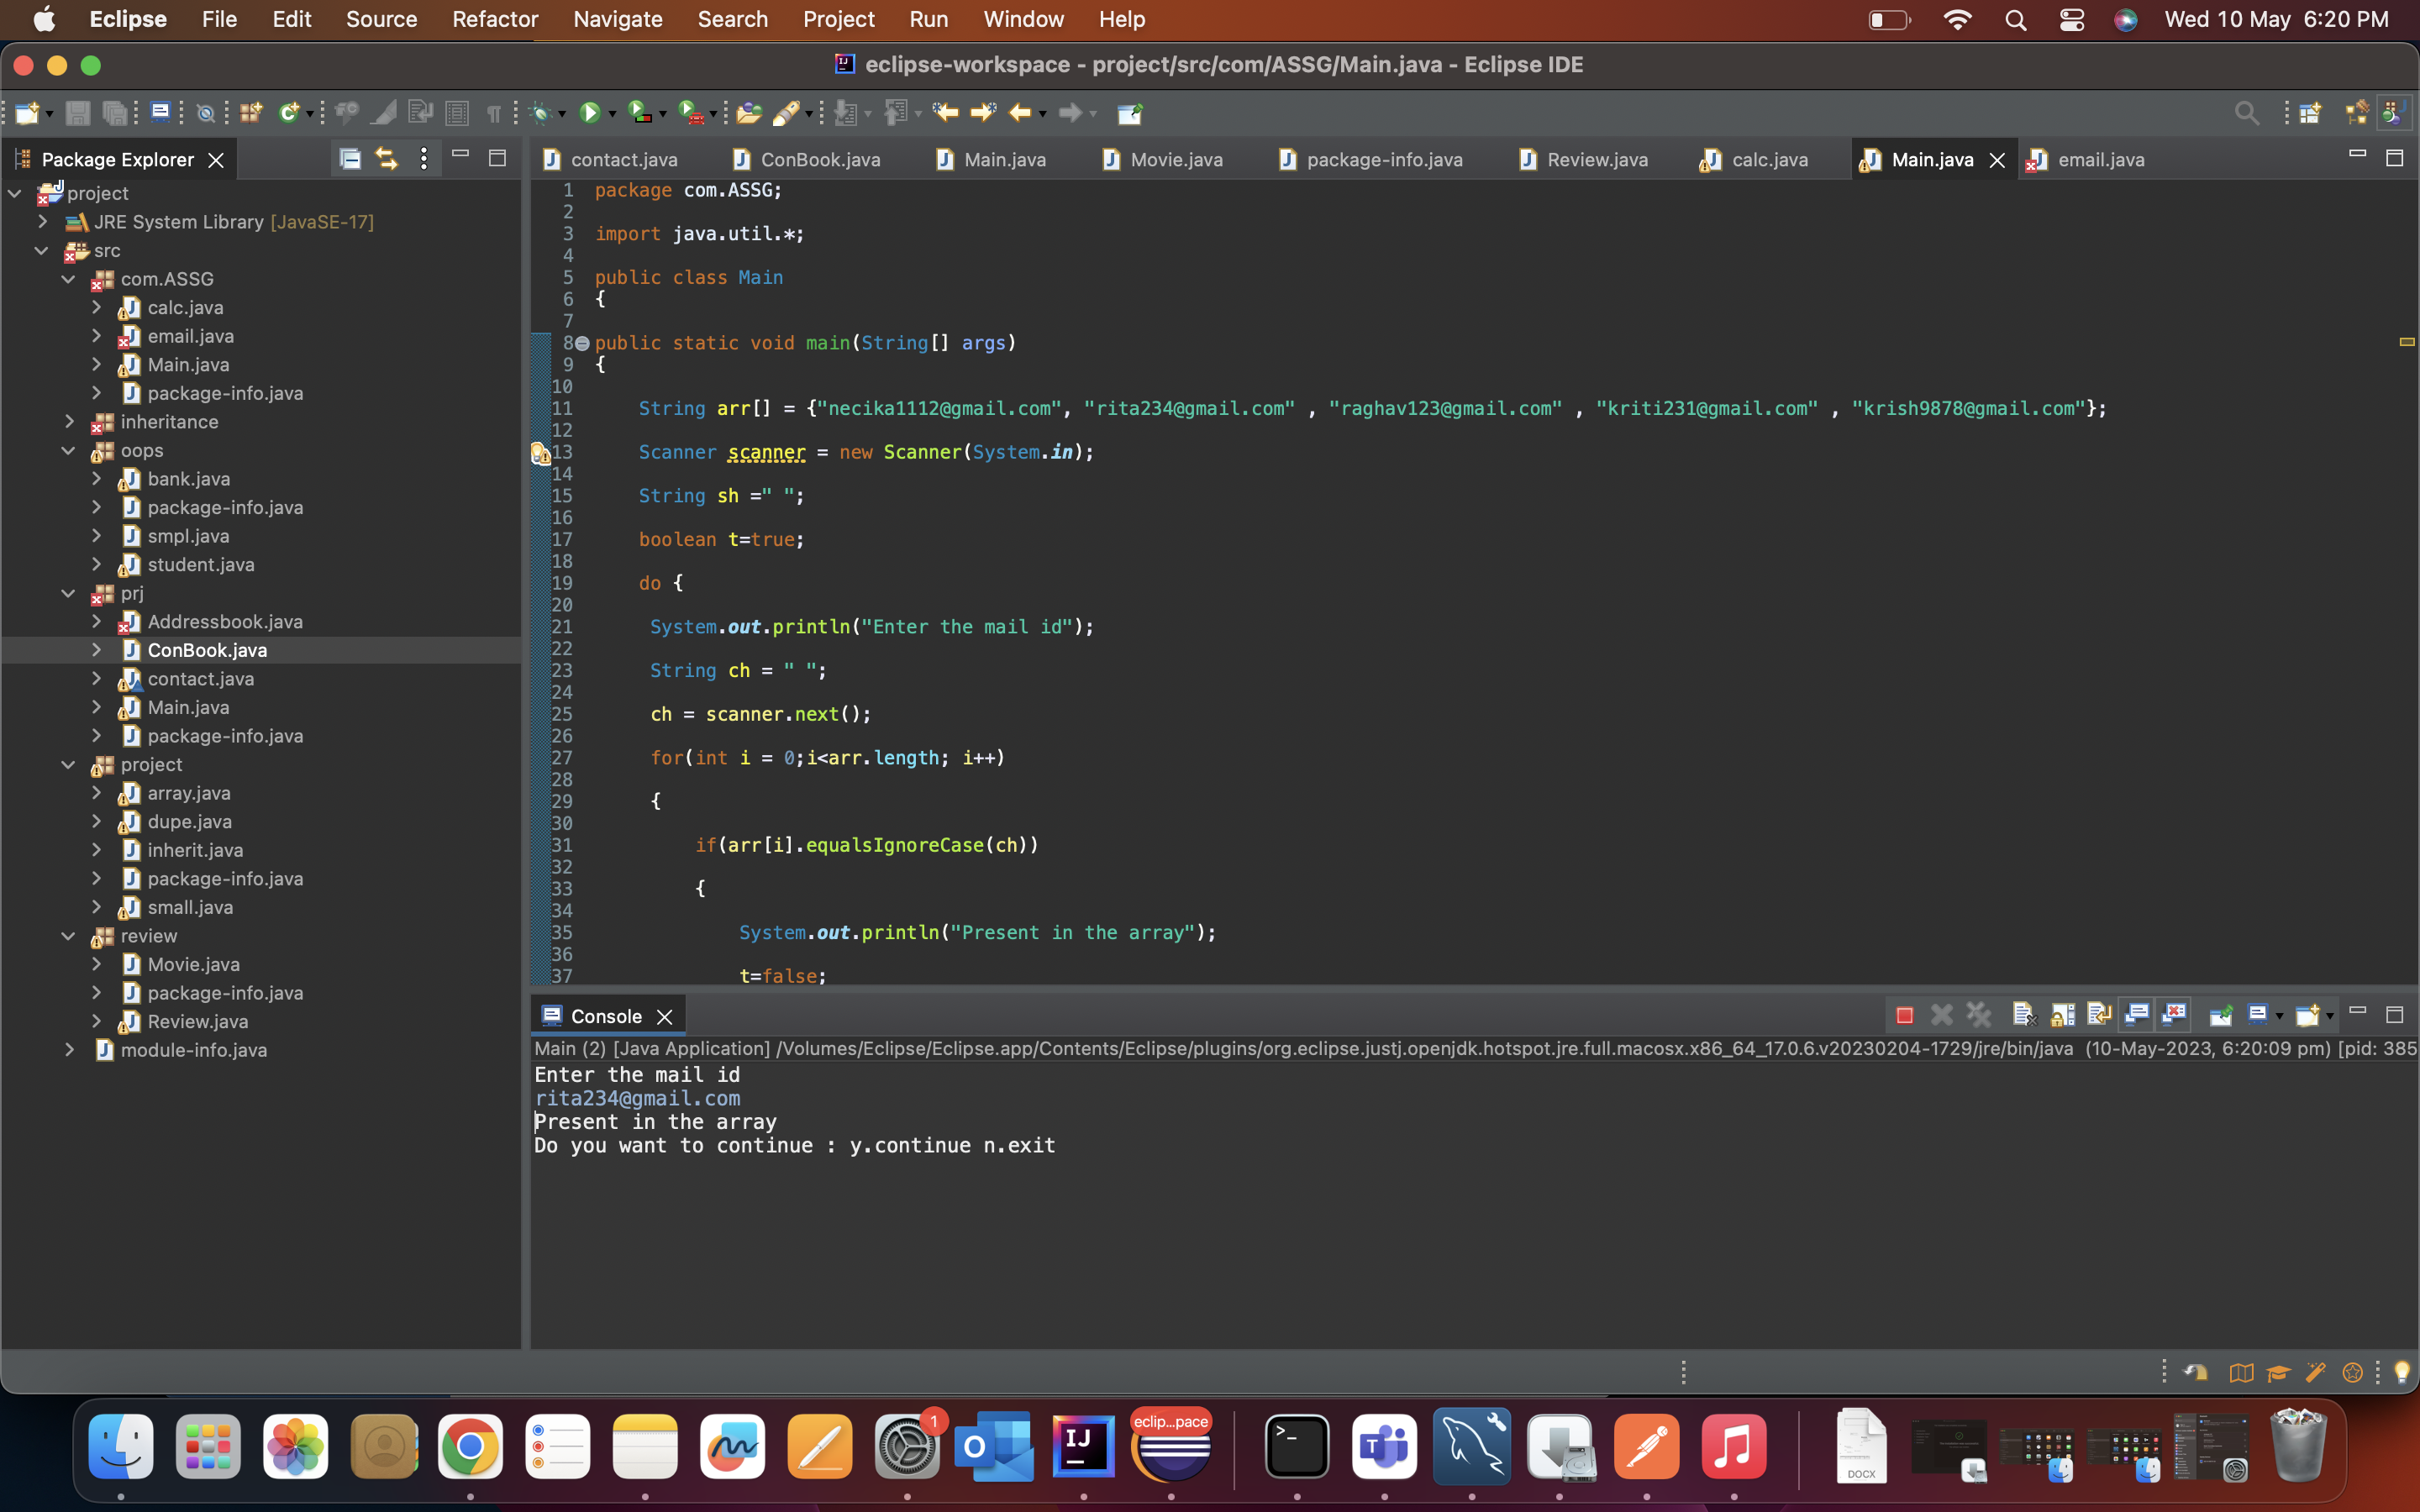 Eclipse File Edit Source Refactor Navigate Search Project Run Window Help Wed 10 May 6:20 PM
eclipse-workspace - project/src/com/ASSG/Main.java - Eclipse IDE
Package Explorer
project
JRE System Library [JavaSE-17]
src
com.ASSG
calc.java
email.java
Main.java
package-info.java
inheritance
oops
bank.java
package-info.java
smpl.java
student.java
prj
Addressbook.java
ConBook.java
contact.java
Main.java
package-info.java
project
array.java
dupe.java
inherit.java
package-info.java
small.java
review
Movie.java
package-info.java
Review.java
module-info.java
contact.java ConBook.java Main.java Movie.java package-info.java Review.java calc.java Main.java email.java
1 package com.ASSG;
2
3 import java.util.*;
4
5 public class Main
6 {
7
8 public static void main(String[] args)
9 {
10
11 String arr[] = {"necika1112@gmail.com", "rita234@gmail.com" , "raghav123@gmail.com" , "kriti231@gmail.com" , "krish9878@gmail.com"};
12
13 Scanner scanner = new Scanner(System.in);
14
15 String sh =" ";
16
17 boolean t=true;
18
19 do {
20
21 System.out.println("Enter the mail id");
22
23 String ch = " ";
24
25 ch = scanner.next();
26
27 for(int i = 0;i<arr.length; i++)
28
29 {
30
31 if(arr[i].equalsIgnoreCase(ch))
32
33 {
34
35 System.out.println("Present in the array");
36
37 t=false;
Console
Main (2) [Java Application] /Volumes/Eclipse/Eclipse.app/Contents/Eclipse/plugins/org.eclipse.justj.openjdk.hotspot.jre.full.macosx.x86_64_17.0.6.v20230204-1729/jre/bin/java (10-May-2023, 6:20:09 pm) [pid: 385
Enter the mail id
rita234@gmail.com
Present in the array
Do you want to continue : y.continue n.exit
1
eclip...pace
IJ
DOCX